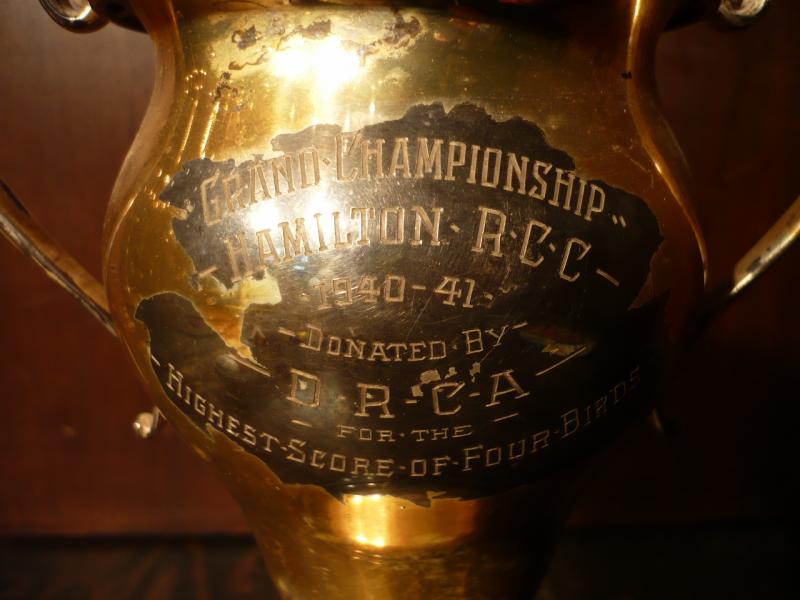 "GRAND·CHAMPIONSHIP"
-HAMILTON·R·C·C-
·1940-41·
-DONATED·BY-
-D-R-C-A-
-FOR·THE-
-HIGHEST·SCORE·OF·FOUR·BIRDS-